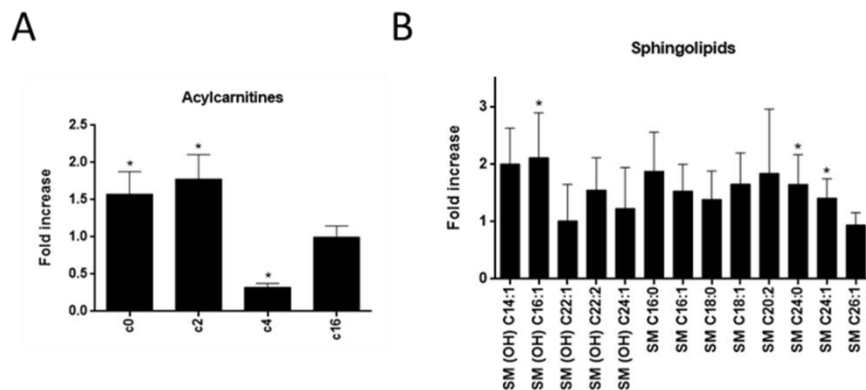 A
Acylcarnitines
Fold increase
2.5
2.0
1.5
1.0
0.5
0.0
*
*
*
c0
c2
c4
c16
B
Sphingolipids
Fold increase
3
2
1
0
*
*
*
SM (OH) C14:1
SM (OH) C16:1
SM (OH) C22:1
SM (OH) C22:2
SM (OH) C24:1
SM C16:0
SM C16:1
SM C18:0
SM C18:1
SM C20:2
SM C24:0
SM C24:1
SM C26:1